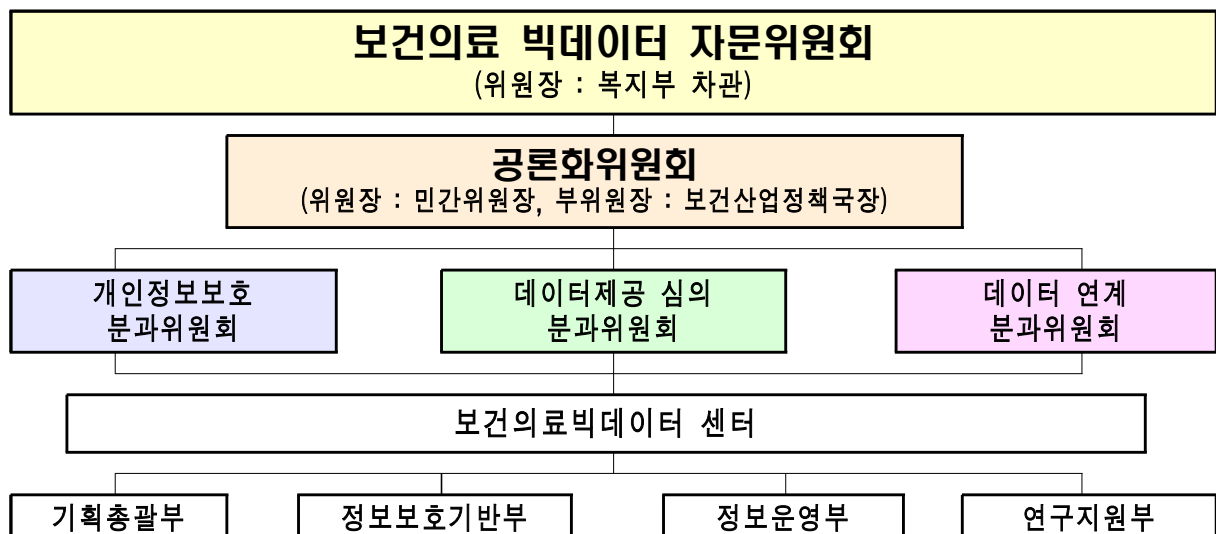 보건의료 빅데이터 자문위원회
(위원장 : 복지부 차관)
공론화위원회
(위원장 : 민간위원장, 부위원장 : 보건산업정책국장)
개인정보보호
분과위원회
데이터제공 심의
분과위원회
데이터 연계
분과위원회
보건의료빅데이터 센터
기획총괄부
정보보호기반부
정보운영부
연구지원부